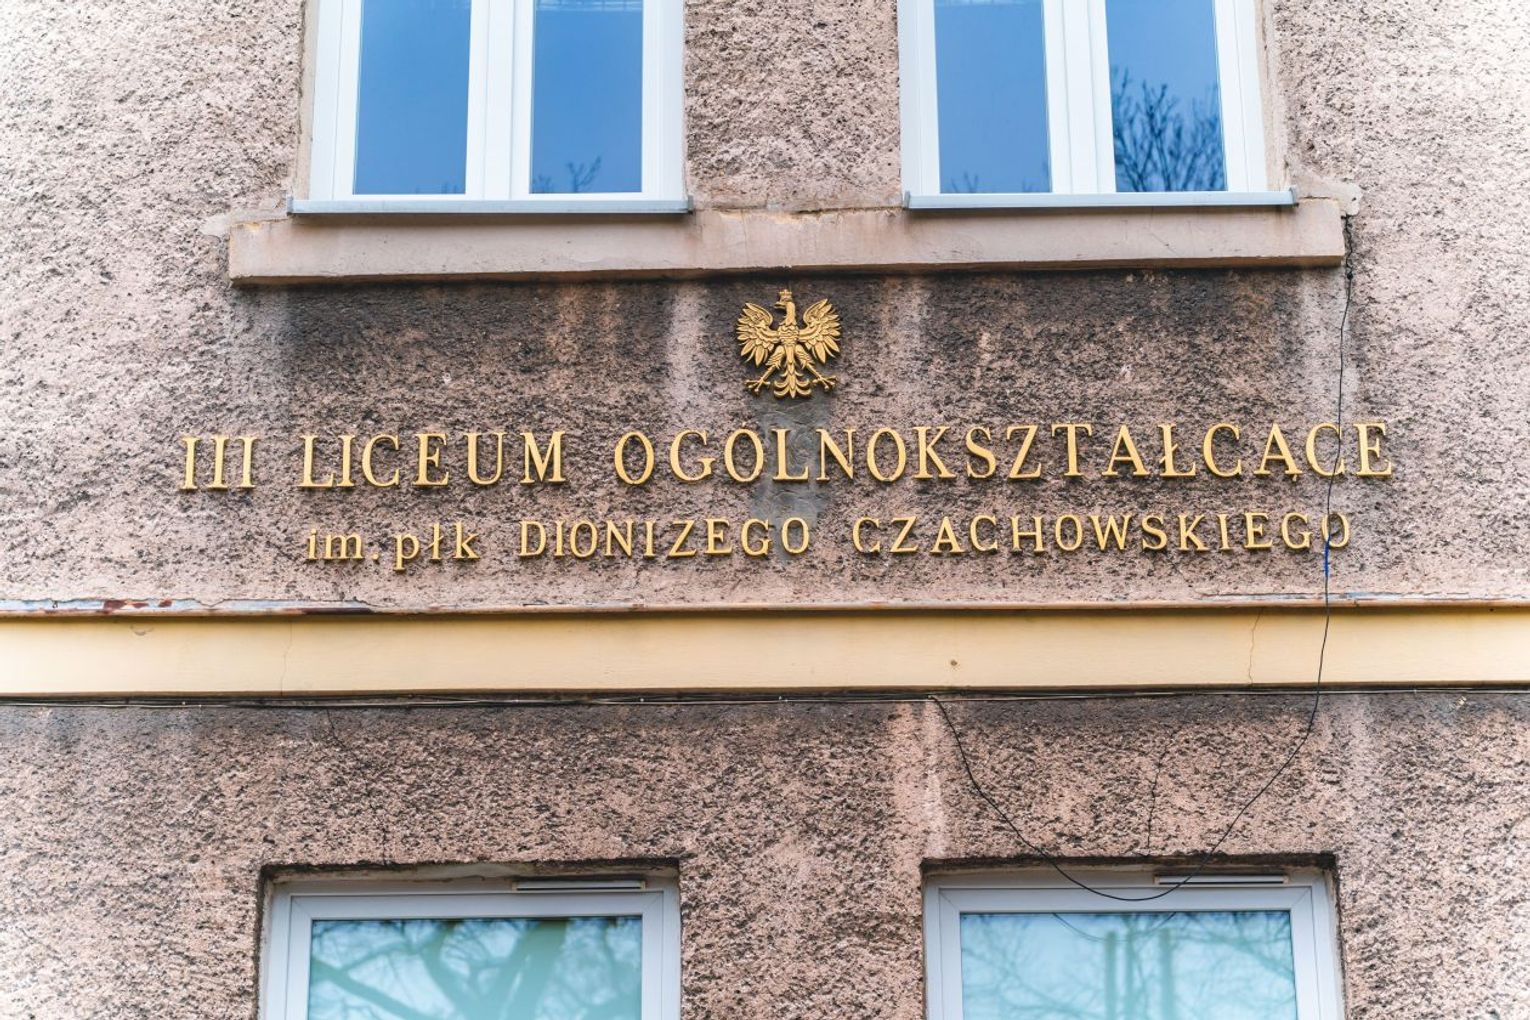 III LICEUM OGOLNOKSZTAŁCĄCE
im. płk DIONIZEGO CZACHOWSKIEGO